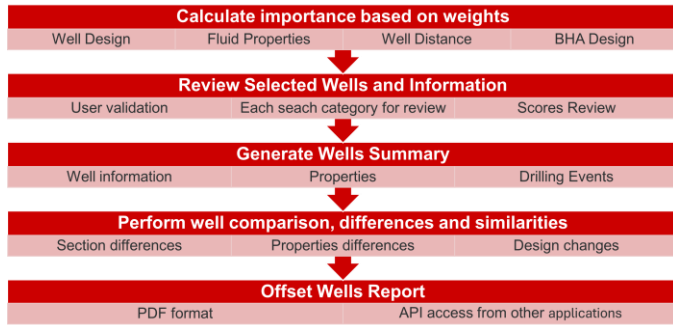 Calculate importance based on weights
Well Design Fluid Properties Well Distance BHA Design
Review Selected Wells and Information
User validation Each seach category for review Scores Review
Generate Wells Summary
Well information Properties Drilling Events
Perform well comparison, differences and similarities
Section differences Properties differences Design changes
Offset Wells Report
PDF format API access from other applications